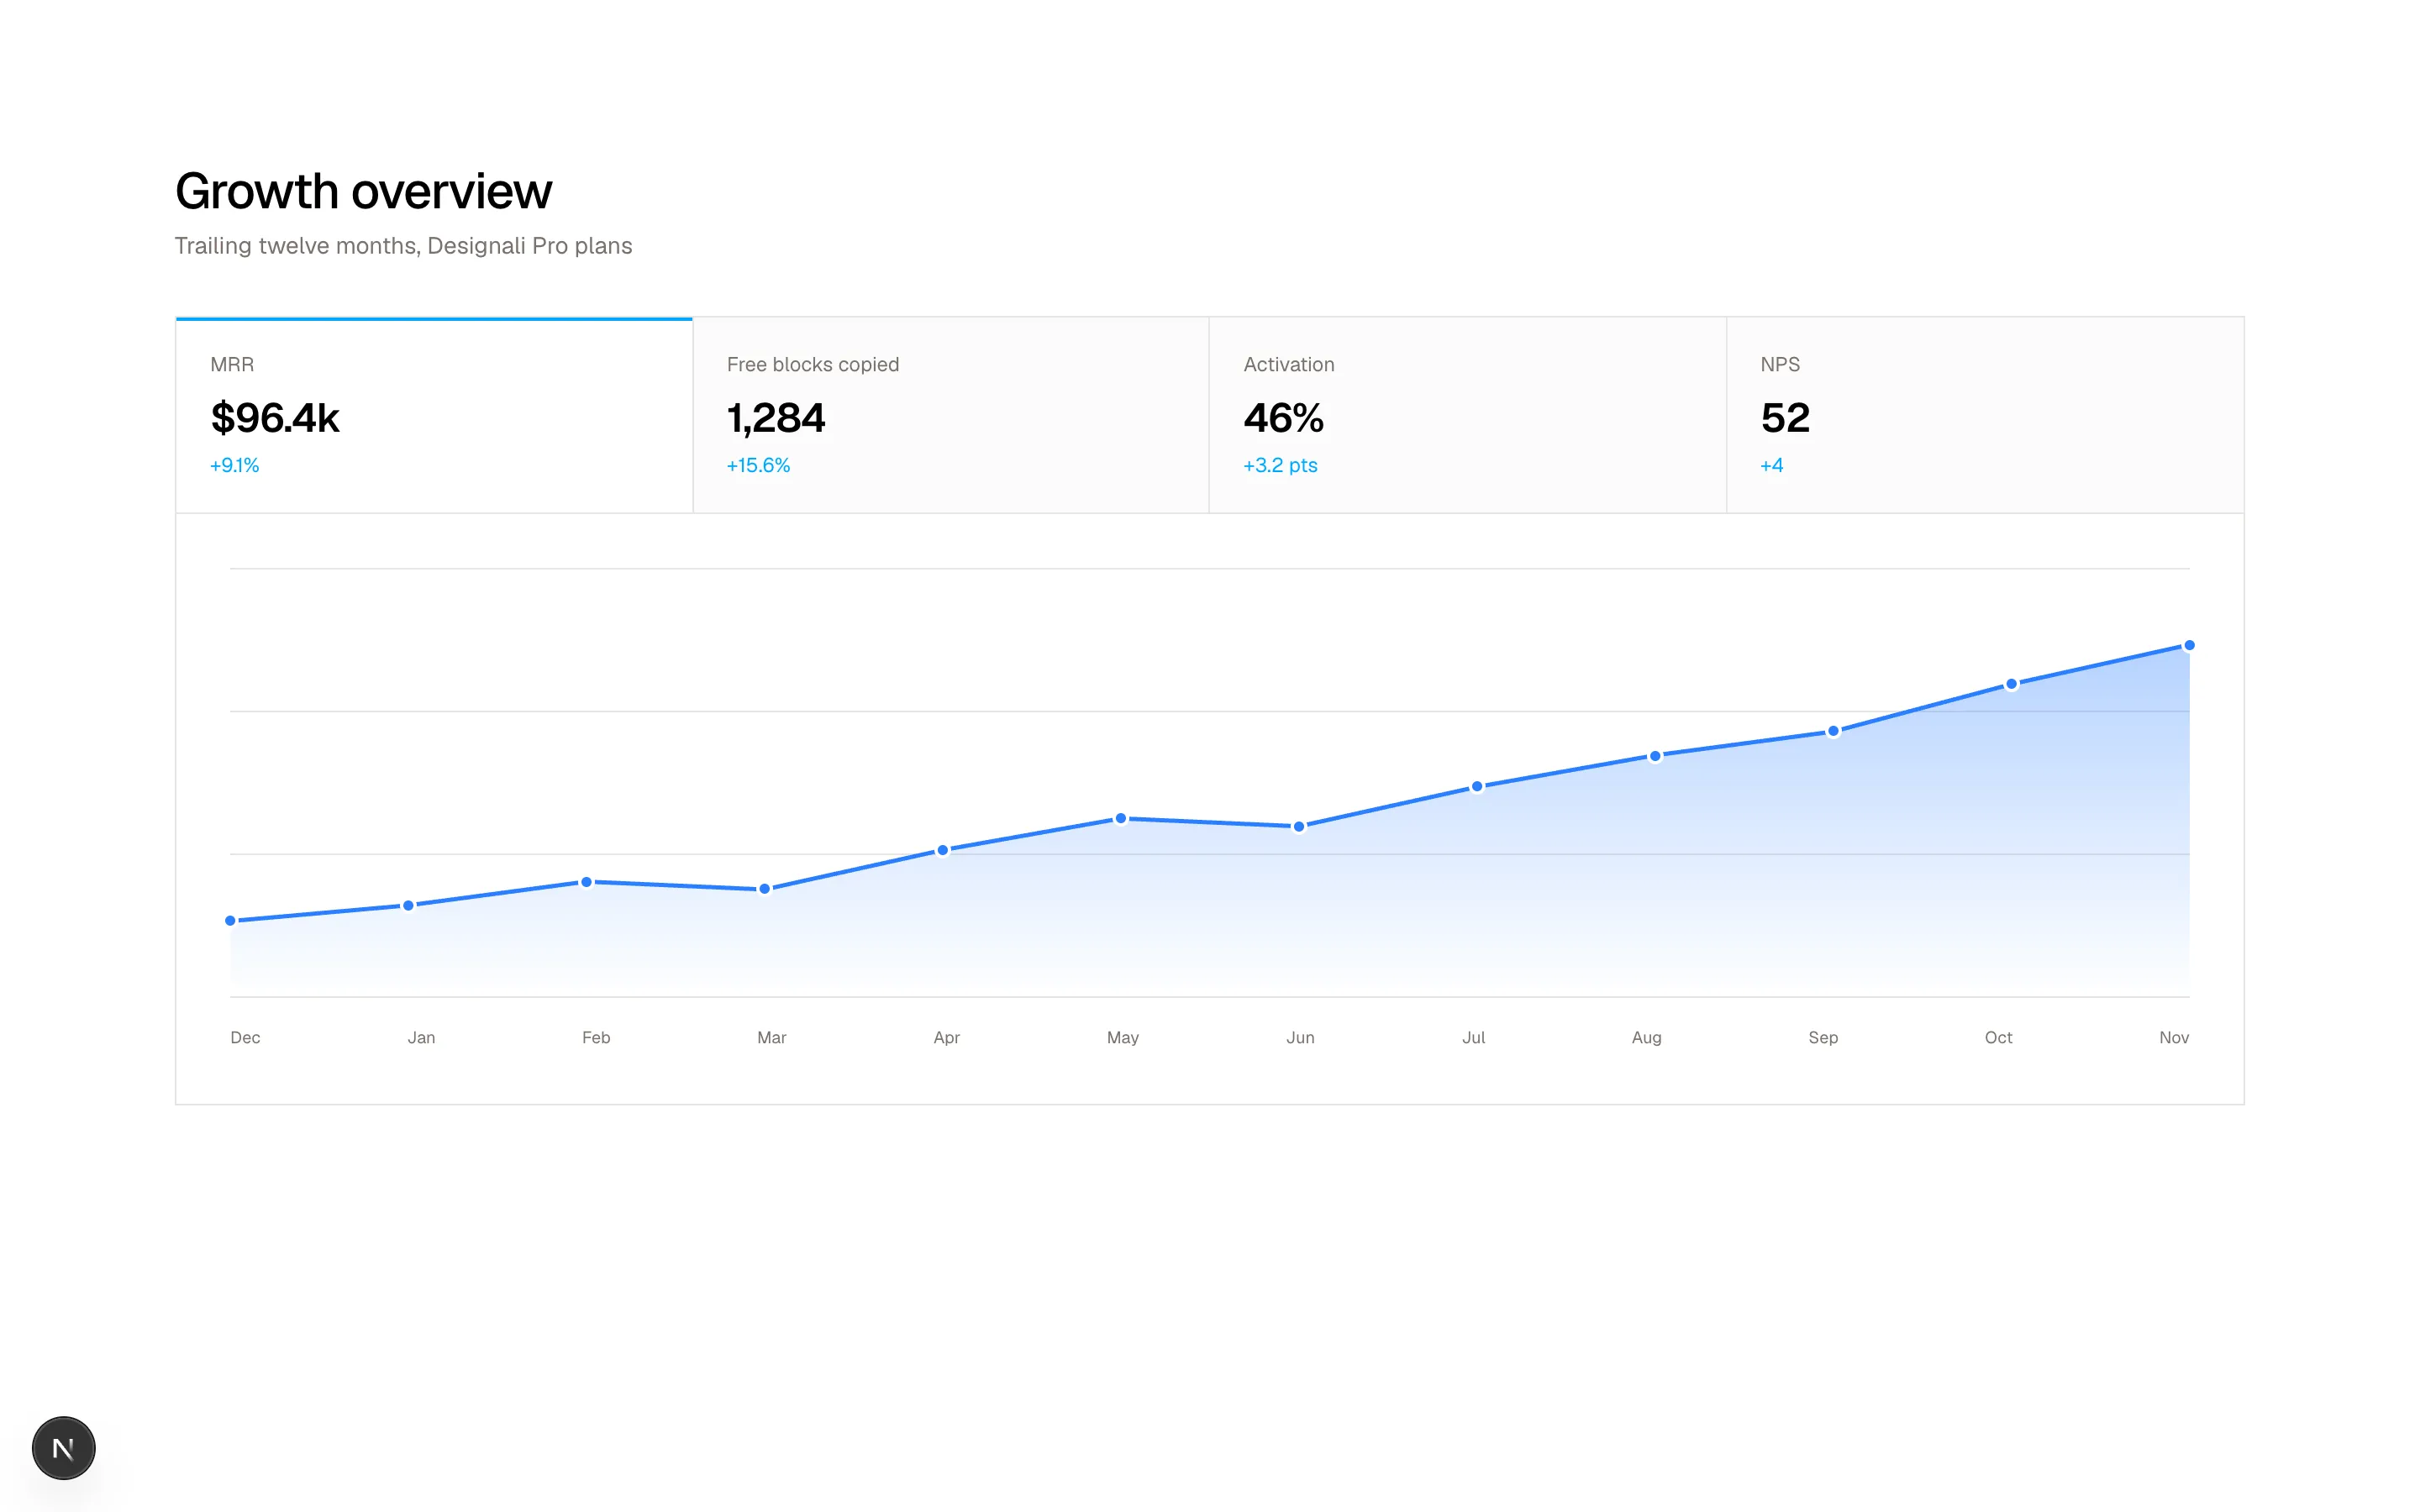 Growth overview
Trailing twelve months, Designali Pro plans
MRR
$96.4k
+9.1%
Free blocks copied
1,284
+15.6%
Activation
46%
+3.2 pts
NPS
52
+4
Dec Jan Feb Mar Apr May Jun Jul Aug Sep Oct Nov
N